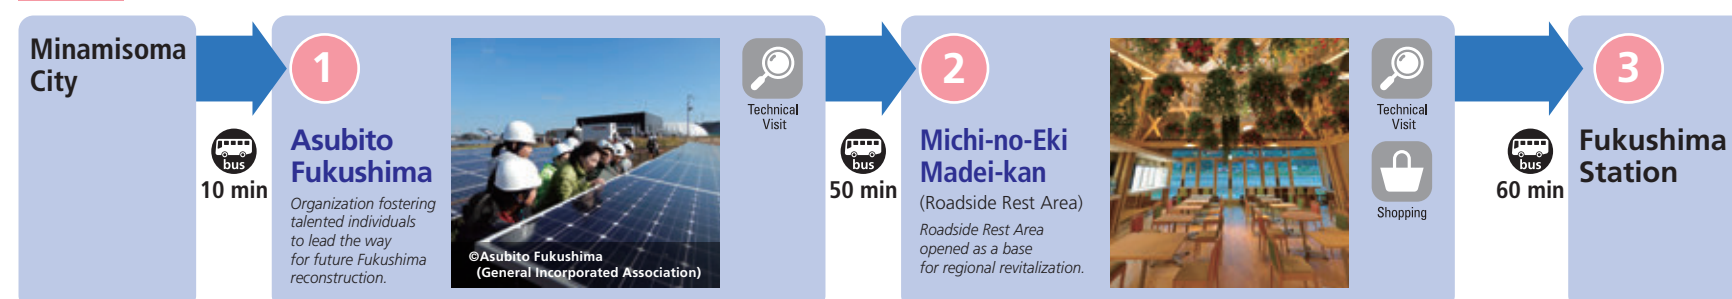 Minamisoma
City
bus
10 min
1
Asubito
Fukushima
Organization fostering
talented individuals
to lead the way
for future Fukushima
reconstruction.
©Asubito Fukushima
(General Incorporated Association)
Technical
Visit
bus
50 min
2
Michi-no-Eki
Madei-kan
(Roadside Rest Area)
Roadside Rest Area
opened as a base
for regional revitalization.
Technical
Visit
Shopping
bus
60 min
3
Fukushima
Station